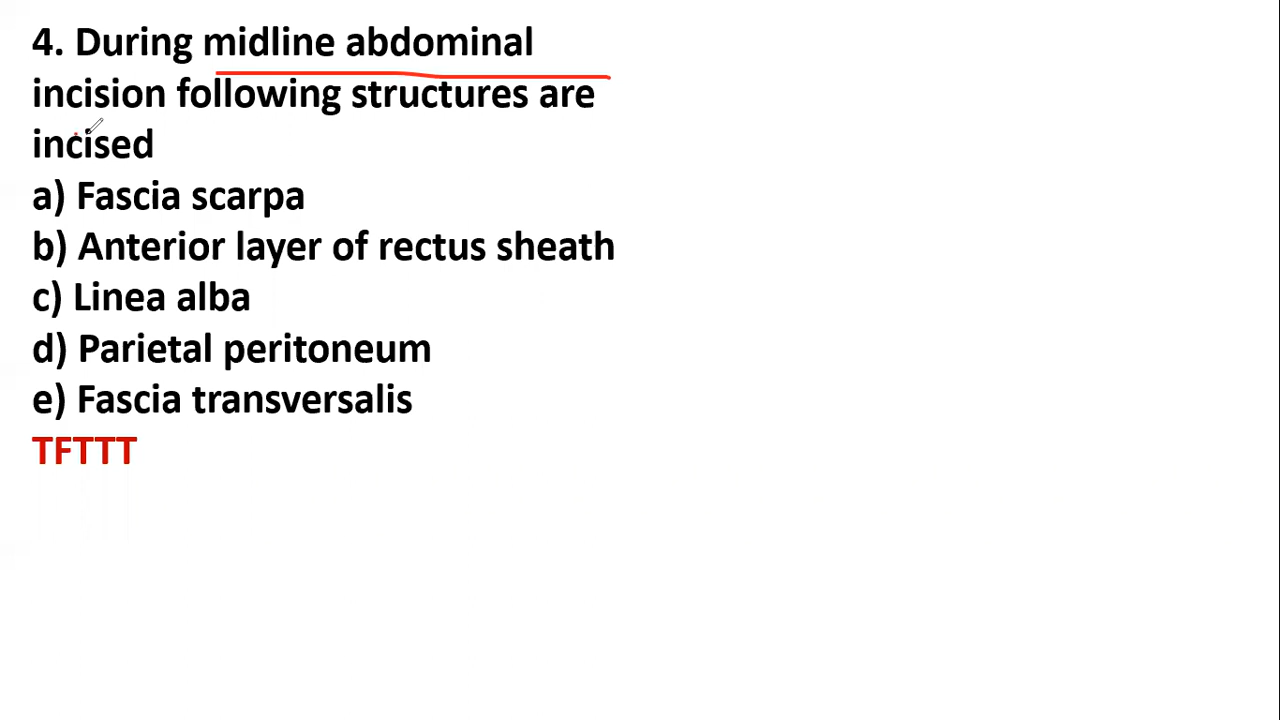 4. During midline abdominal
incision following structures are
incised
a) Fascia scarpa
b) Anterior layer of rectus sheath
c) Linea alba
d) Parietal peritoneum
e) Fascia transversalis
TFTTT